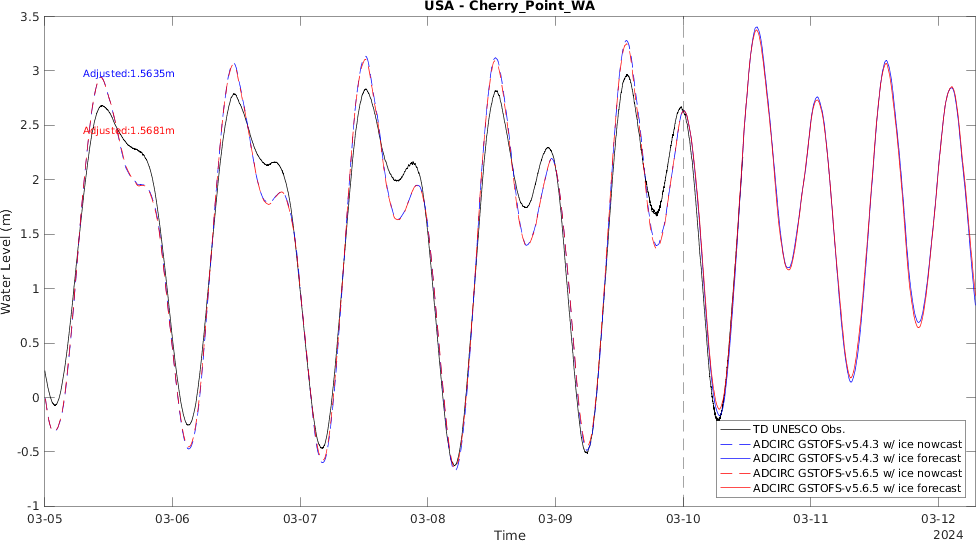 USA - Cherry_Point_WA
3.5
3
2.5
2
1.5
1
0.5
0
-0.5
-1
Water Level (m)
Adjusted:1.5635m
Adjusted:1.5681m
TD UNESCO Obs.
ADCIRC GSTOFS-v5.4.3 w/ ice nowcast
ADCIRC GSTOFS-v5.4.3 w/ ice forecast
ADCIRC GSTOFS-v5.6.5 w/ ice nowcast
ADCIRC GSTOFS-v5.6.5 w/ ice forecast
03-05 03-06 03-07 03-08 03-09 03-10 03-11 03-12
Time
2024